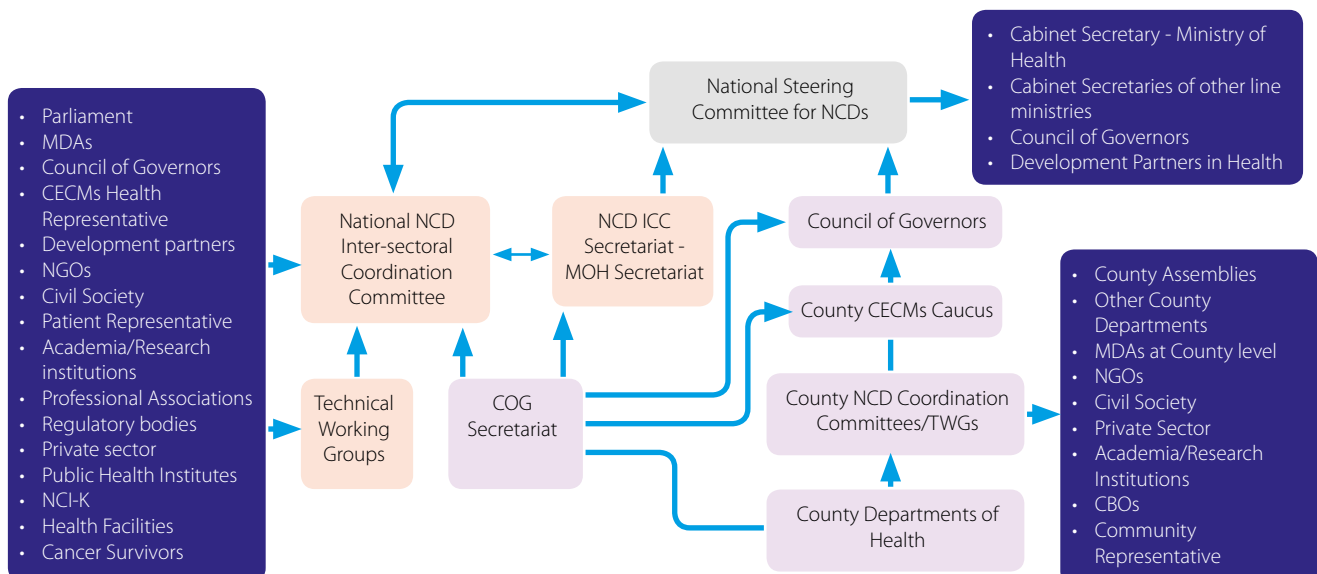 • Parliament
• MDAs
• Council of Governors
• CECMs Health
Representative
• Development partners
• NGOs
• Civil Society
• Patient Representative
• Academia/Research
institutions
• Professional Associations
• Regulatory bodies
• Private sector
• Public Health Institutes
• NCI-K
• Health Facilities
• Cancer Survivors
National Steering
Committee for NCDs
• Cabinet Secretary - Ministry of
Health
• Cabinet Secretaries of other line
ministries
• Council of Governors
• Development Partners in Health
National NCD
Inter-sectoral
Coordination
Committee
NCD ICC
Secretariat -
MOH Secretariat
Council of Governors
County CECMs Caucus
Technical
Working
Groups
COG
Secretariat
County NCD Coordination
Committees/TWGs
County Departments of
Health
• County Assemblies
• Other County
Departments
• MDAs at County level
• NGOs
• Civil Society
• Private Sector
• Academia/Research
Institutions
• CBOs
• Community
Representative